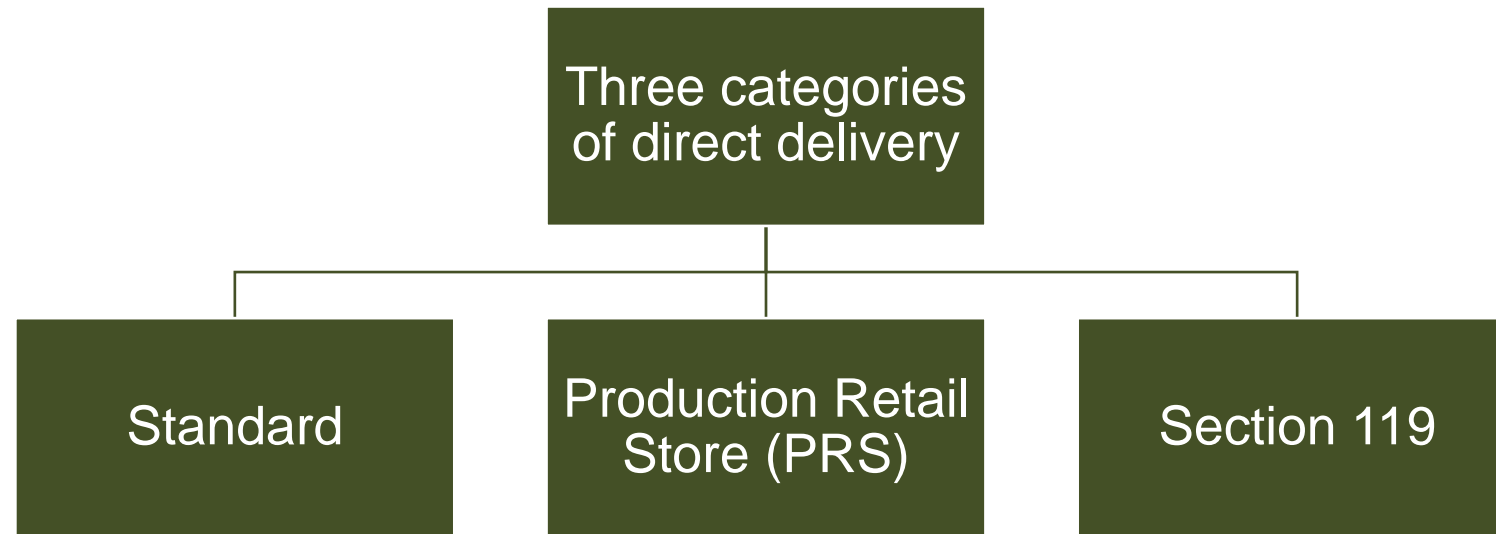 Three categories
of direct delivery
Standard
Production Retail
Store (PRS)
Section 119